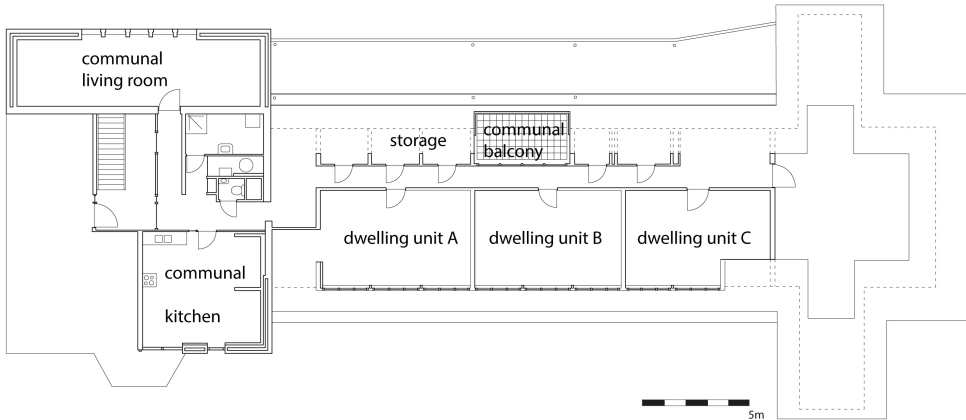 communal
living room
storage
communal
balcony
dwelling unit A
dwelling unit B
dwelling unit C
communal
kitchen
5m